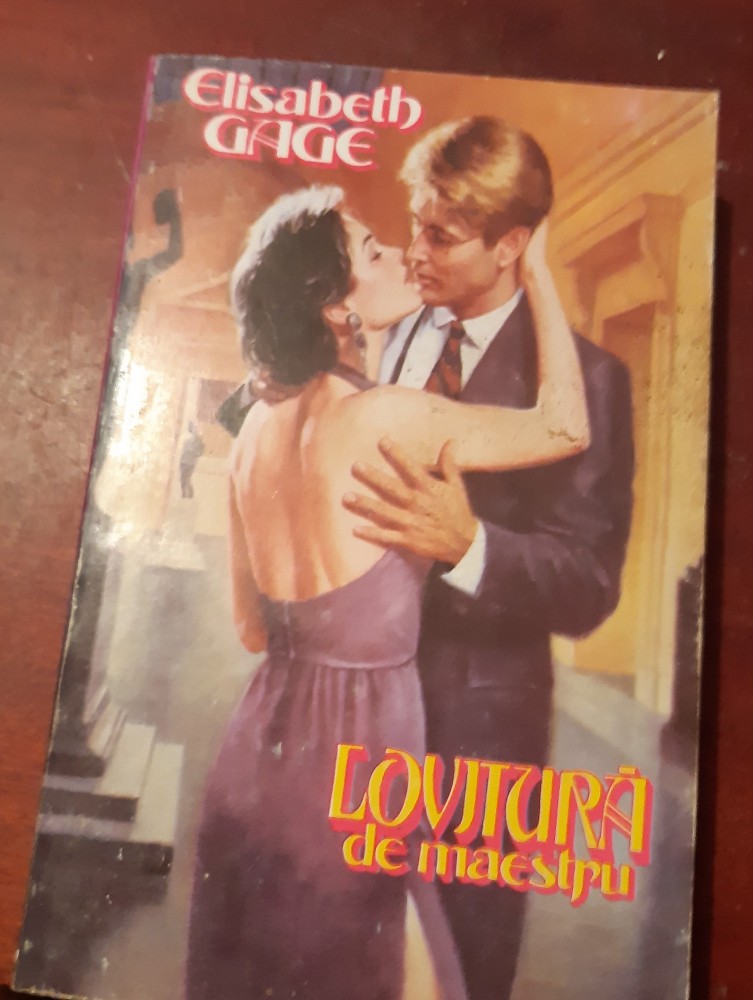 Elisabeth
GAGE
LOVITURĂ
de maestru